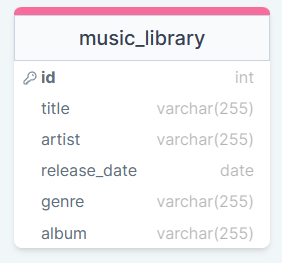 music_library
id int
title varchar(255)
artist varchar(255)
release_date date
genre varchar(255)
album varchar(255)